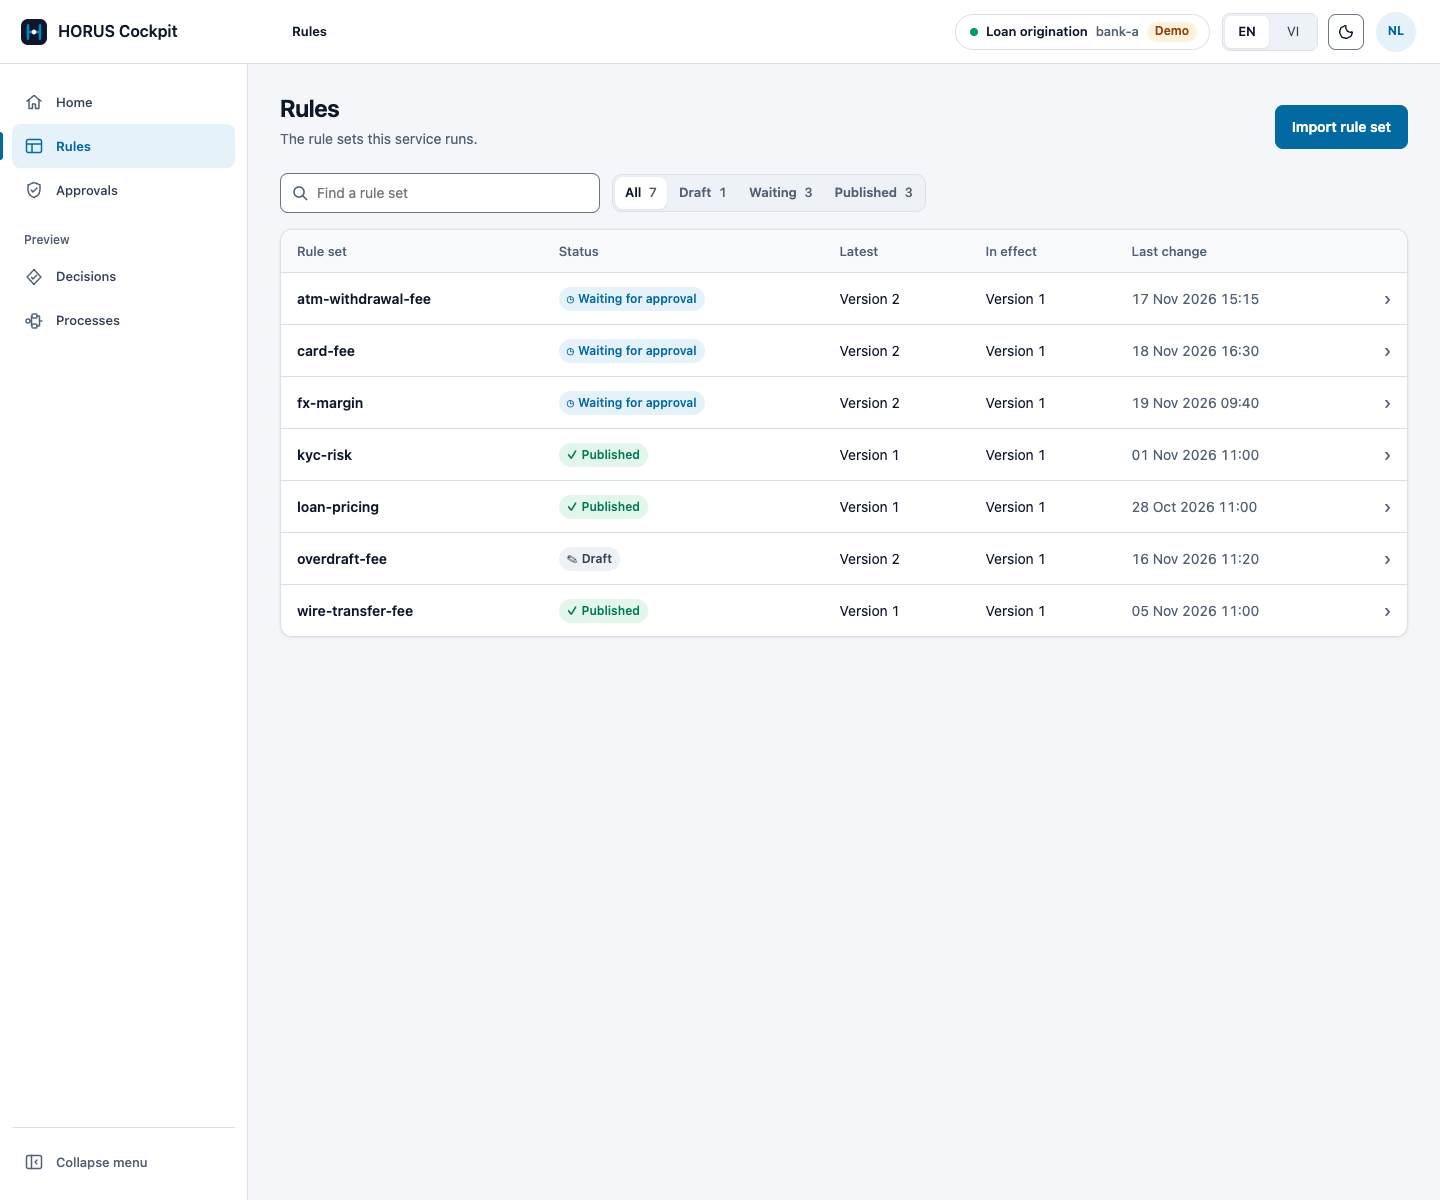 HORUS Cockpit
Rules
Loan origination bank-a Demo
EN VI
NL
Home
Rules
Approvals
Preview
Decisions
Processes
Collapse menu
Rules
The rule sets this service runs.
Import rule set
Find a rule set
All 7 Draft 1 Waiting 3 Published 3
Rule set Status Latest In effect Last change
atm-withdrawal-fee Waiting for approval Version 2 Version 1 17 Nov 2026 15:15
card-fee Waiting for approval Version 2 Version 1 18 Nov 2026 16:30
fx-margin Waiting for approval Version 2 Version 1 19 Nov 2026 09:40
kyc-risk Published Version 1 Version 1 01 Nov 2026 11:00
loan-pricing Published Version 1 Version 1 28 Oct 2026 11:00
overdraft-fee Draft Version 2 Version 1 16 Nov 2026 11:20
wire-transfer-fee Published Version 1 Version 1 05 Nov 2026 11:00